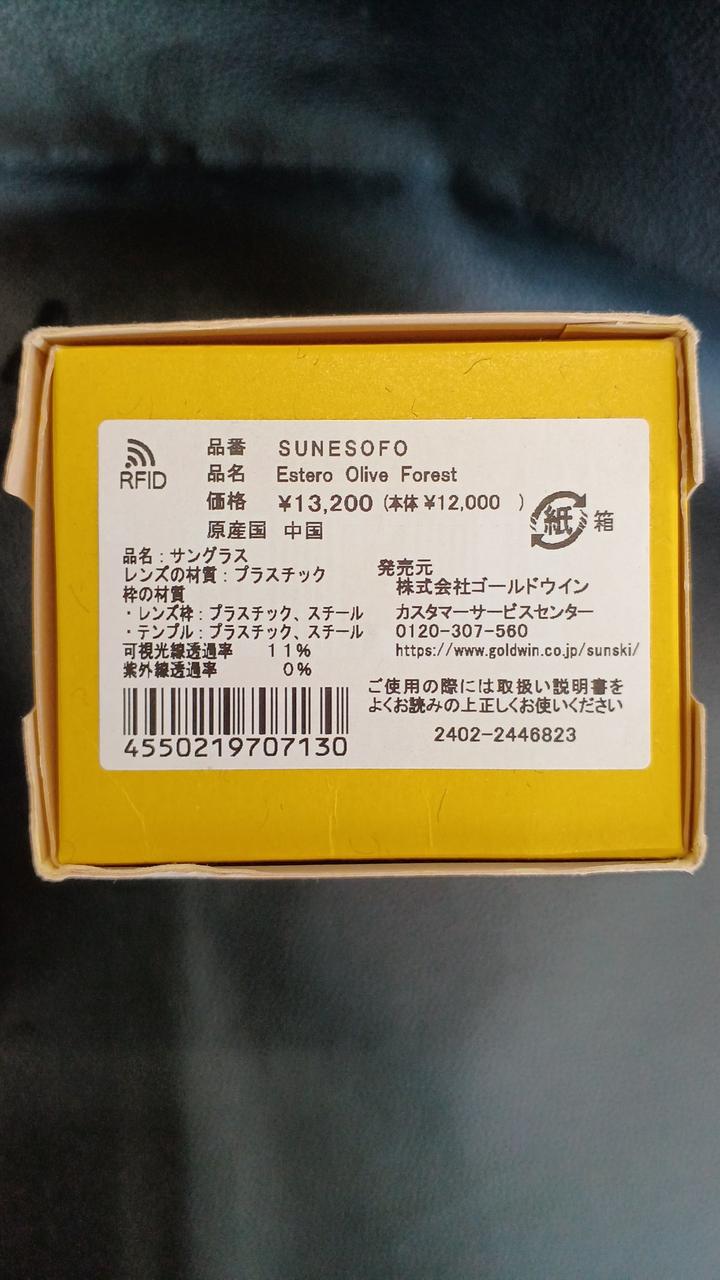 RFID
品番 SUNESOFO
品名 Estero Olive Forest
価格 ¥13,200 (本体 ¥12,000 )
紙 箱
原産国 中国
品名：サングラス
レンズの材質：プラスチック
枠の材質
・レンズ枠：プラスチック、スチール
・テンプル：プラスチック、スチール
可視光線透過率 11%
紫外線透過率 0%
4550219707130
発売元
株式会社ゴールドウイン
カスタマーサービスセンター
0120-307-560
https://www.goldwin.co.jp/sunski/
ご使用の際には取扱い説明書を
よくお読みの上正しくお使いください
2402-2446823